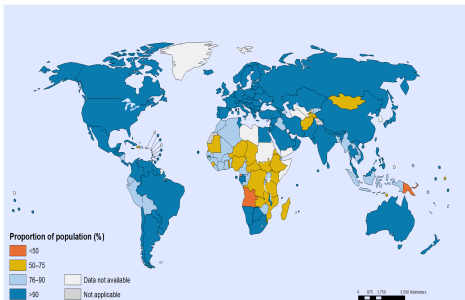 Proportion of population (%)
<50
50–75
76–90
>90
Data not available
Not applicable
0 875 1,750 3,500 Kilometers